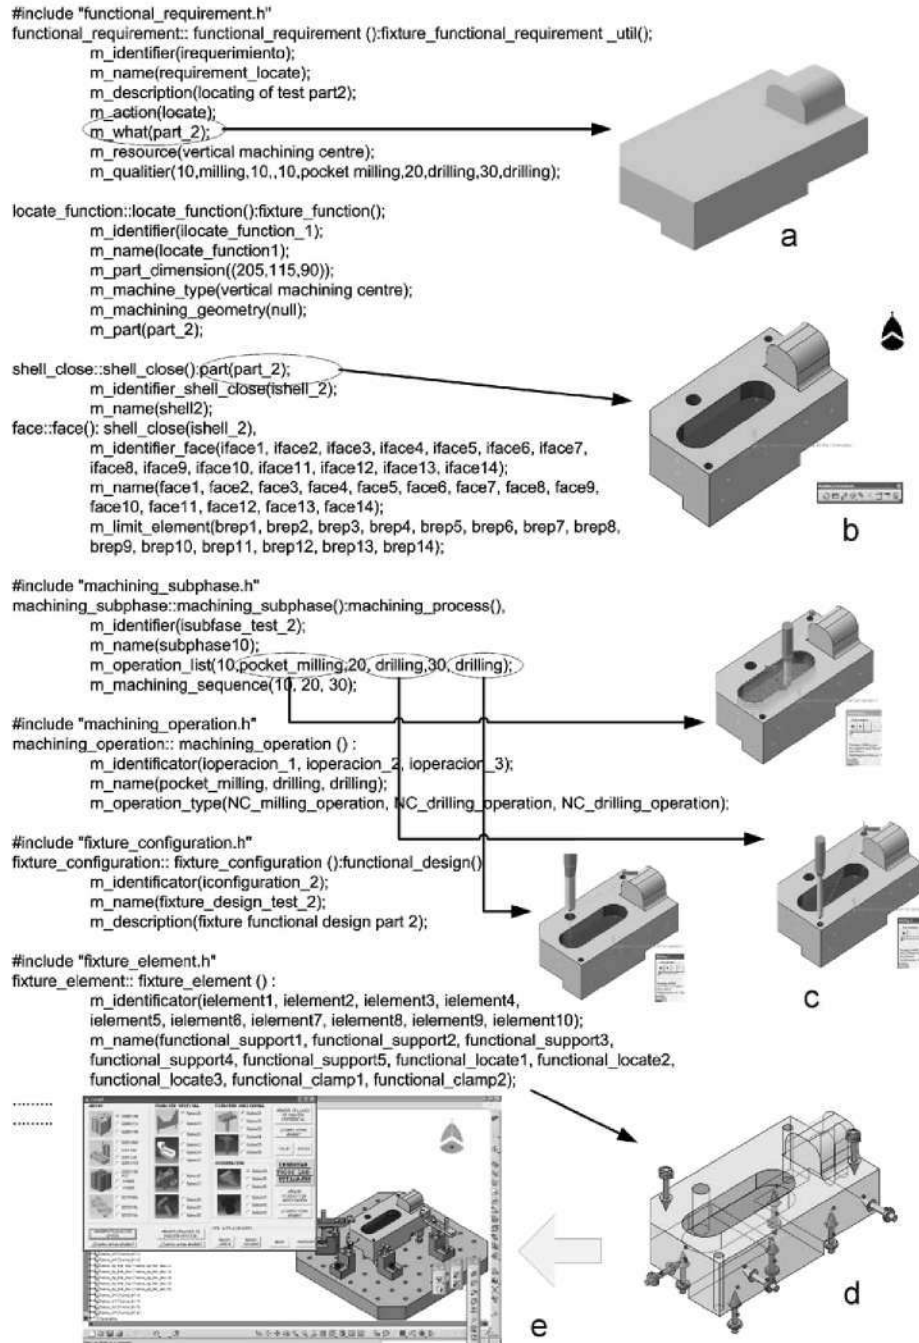 #include "functional_requirement.h"
functional_requirement:: functional_requirement ():fixture_functional_requirement _util();
m_identifier(irequerimiento);
m_name(requirement_locate);
m_description(locating of test part2);
m_action(locate);
m_what(part_2);
m_resource(vertical machining centre);
m_qualitier(10,milling,10,,10,pocket milling,20,drilling,30,drilling);
a
locate_function::locate_function():fixture_function();
m_identifier(ilocate_function_1);
m_name(locate_function1);
m_part_dimension((205,115,90));
m_machine_type(vertical machining centre);
m_machining_geometry(null);
m_part(part_2);
shell_close::shell_close():part(part_2);
m_identifier_shell_close(ishell_2);
m_name(shell2);
face::face(): shell_close(ishell_2),
m_identifier_face(iface1, iface2, iface3, iface4, iface5, iface6, iface7,
iface8, iface9, iface10, iface11, iface12, iface13, iface14);
m_name(face1, face2, face3, face4, face5, face6, face7, face8, face9,
face10, face11, face12, face13, face14);
m_limit_element(brep1, brep2, brep3, brep4, brep5, brep6, brep7, brep8,
brep9, brep10, brep11, brep12, brep13, brep14);
b
#include "machining_subphase.h"
machining_subphase::machining_subphase():machining_process(),
m_identifier(isubfase_test_2);
m_name(subphase10);
m_operation_list(10,pocket_milling,20, drilling,30, drilling);
m_machining_sequence(10, 20, 30);
#include "machining_operation.h"
machining_operation:: machining_operation () :
m_identificator(ioperacion_1, ioperacion_2, ioperacion_3);
m_name(pocket_milling, drilling, drilling);
m_operation_type(NC_milling_operation, NC_drilling_operation, NC_drilling_operation);
#include "fixture_configuration.h"
fixture_configuration:: fixture_configuration ():functional_design()
m_identificator(iconfiguration_2);
m_name(fixture_design_test_2);
m_description(fixture functional design part 2);
c
#include "fixture_element.h"
fixture_element:: fixture_element () :
m_identificator(ielement1, ielement2, ielement3, ielement4,
ielement5, ielement6, ielement7, ielement8, ielement9, ielement10);
m_name(functional_support1, functional_support2, functional_support3,
functional_support4, functional_support5, functional_locate1, functional_locate2,
functional_locate3, functional_clamp1, functional_clamp2);
........
........
d
e